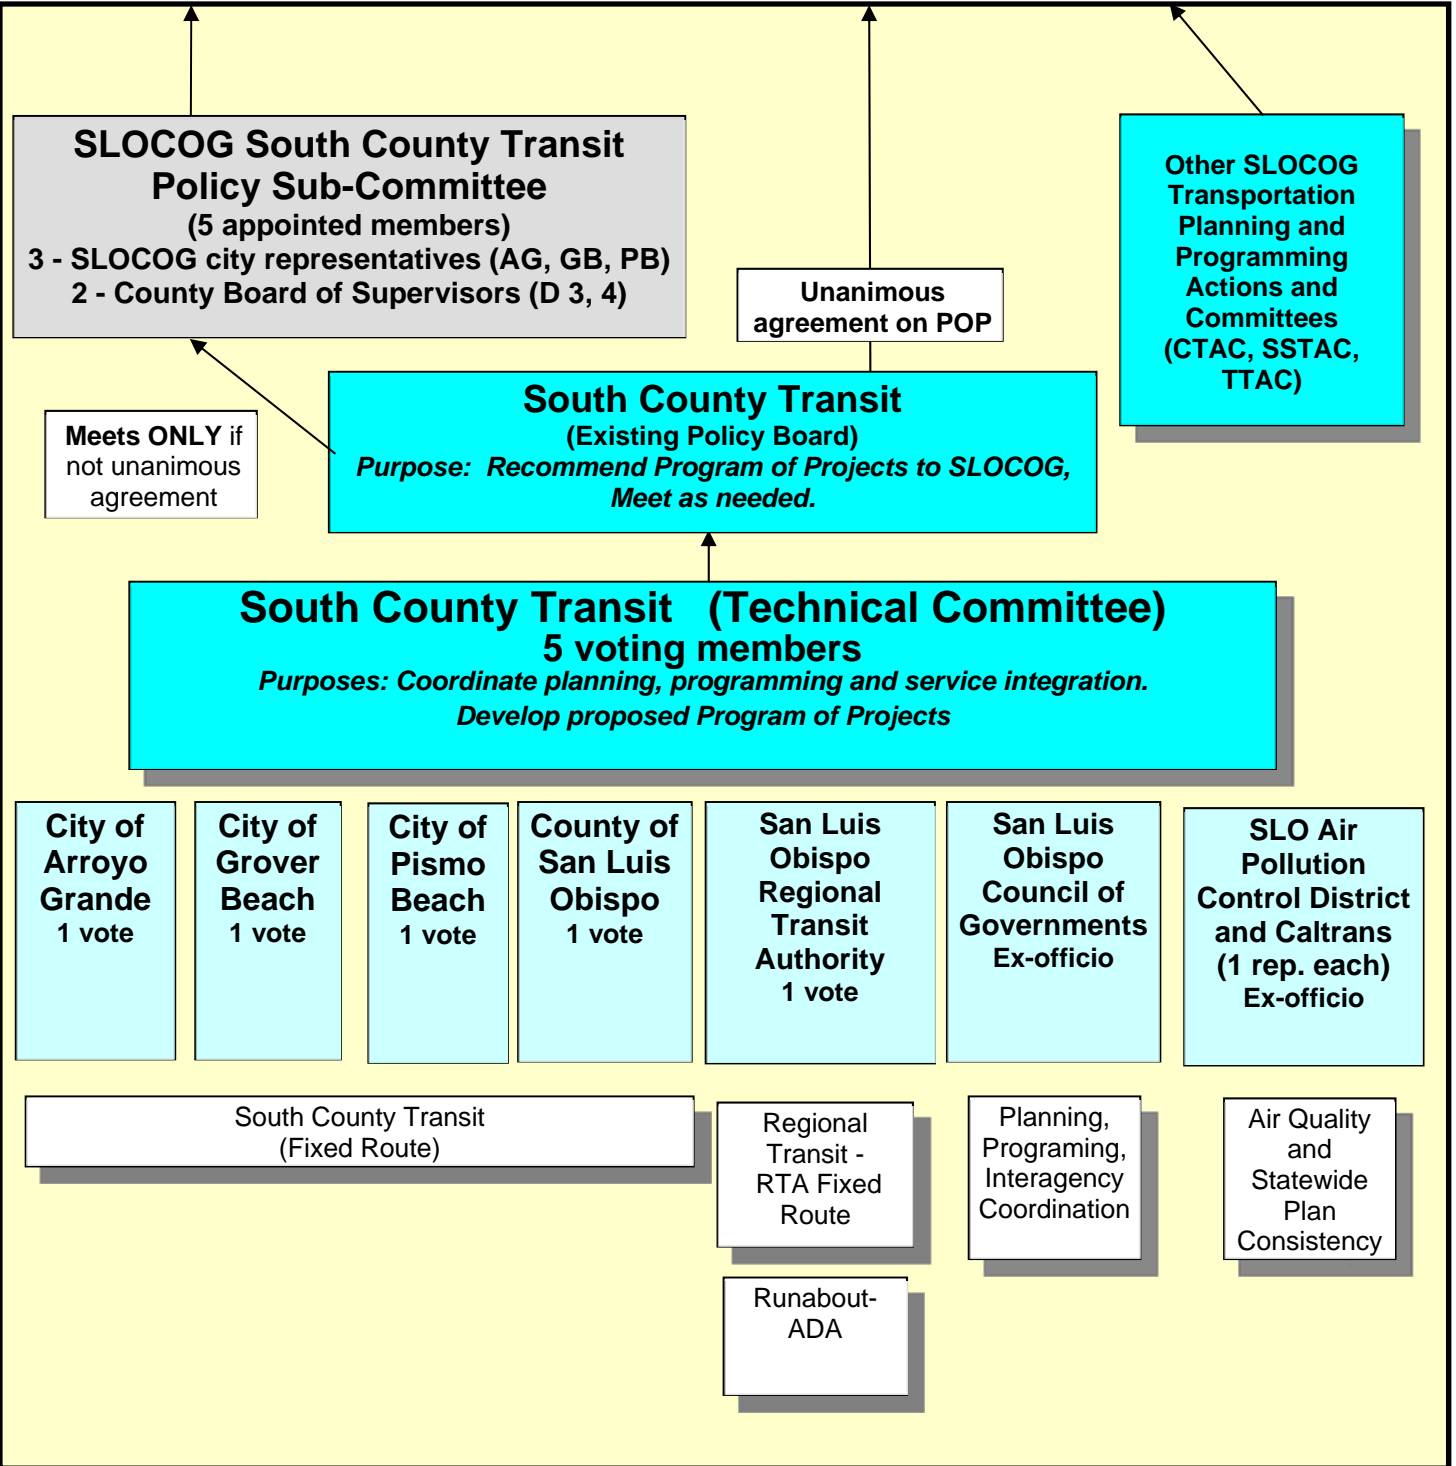 SLOCOG South County Transit
Policy Sub-Committee
(5 appointed members)
3 - SLOCOG city representatives (AG, GB, PB)
2 - County Board of Supervisors (D 3, 4)
Other SLOCOG
Transportation
Planning and
Programming
Actions and
Committees
(CTAC, SSTAC,
TTAC)
Unanimous
agreement on POP
Meets ONLY if
not unanimous
agreement
South County Transit
(Existing Policy Board)
Purpose: Recommend Program of Projects to SLOCOG,
Meet as needed.
South County Transit (Technical Committee)
5 voting members
Purposes: Coordinate planning, programming and service integration.
Develop proposed Program of Projects
City of
Arroyo
Grande
1 vote
City of
Grover
Beach
1 vote
City of
Pismo
Beach
1 vote
County of
San Luis
Obispo
1 vote
San Luis
Obispo
Regional
Transit
Authority
1 vote
San Luis
Obispo
Council of
Governments
Ex-officio
SLO Air
Pollution
Control District
and Caltrans
(1 rep. each)
Ex-officio
South County Transit
(Fixed Route)
Regional
Transit -
RTA Fixed
Route
Planning,
Programing,
Interagency
Coordination
Air Quality
and
Statewide
Plan
Consistency
Runabout-
ADA